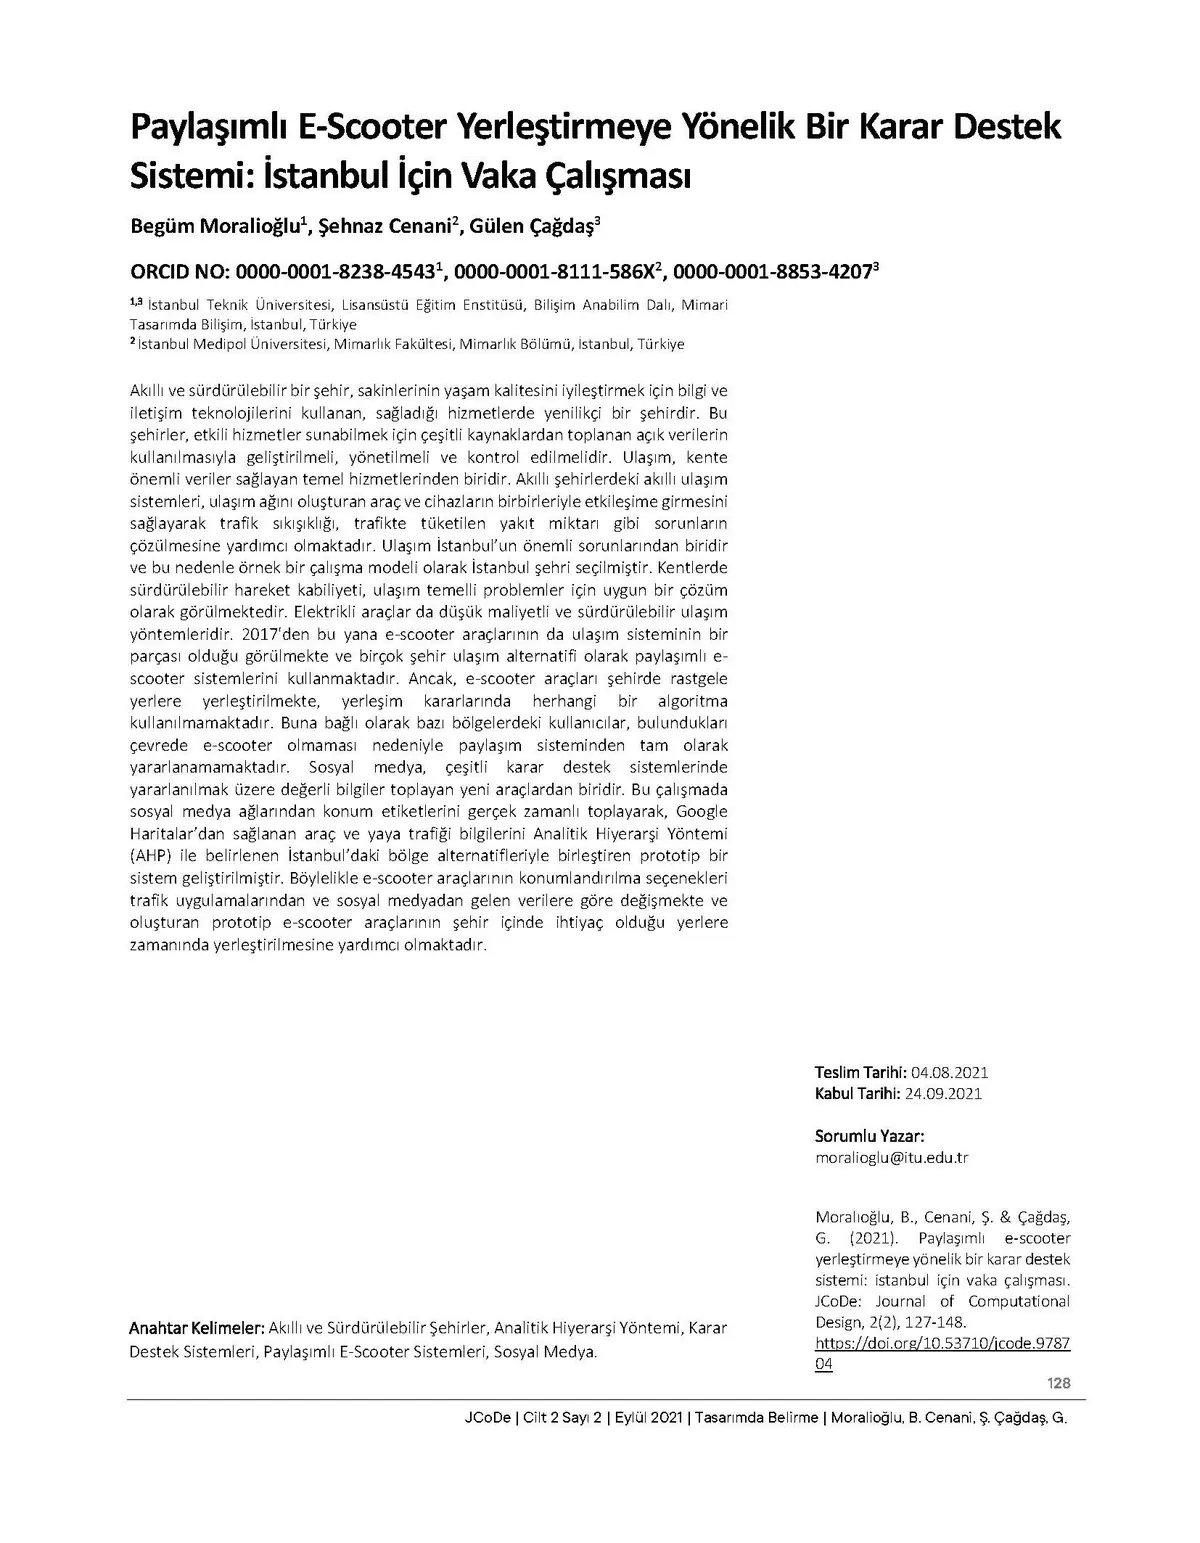 Paylaşımlı E-Scooter Yerleştirmeye Yönelik Bir Karar Destek
Sistemi: İstanbul İçin Vaka Çalışması
Begüm Moralioğlu¹, Şehnaz Cenani², Gülen Çağdaş³
ORCID NO: 0000-0001-8238-4543¹, 0000-0001-8111-586X², 0000-0001-8853-4207³
¹,³ İstanbul Teknik Üniversitesi, Lisansüstü Eğitim Enstitüsü, Bilişim Anabilim Dalı, Mimari
Tasarımda Bilişim, İstanbul, Türkiye
² İstanbul Medipol Üniversitesi, Mimarlık Fakültesi, Mimarlık Bölümü, İstanbul, Türkiye
Akıllı ve sürdürülebilir bir şehir, sakinlerinin yaşam kalitesini iyileştirmek için bilgi ve
iletişim teknolojilerini kullanan, sağladığı hizmetlerde yenilikçi bir şehirdir. Bu
şehirler, etkili hizmetler sunabilmek için çeşitli kaynaklardan toplanan açık verilerin
kullanılmasıyla geliştirilmeli, yönetilmeli ve kontrol edilmelidir. Ulaşım, kente
önemli veriler sağlayan temel hizmetlerinden biridir. Akıllı şehirlerdeki akıllı ulaşım
sistemleri, ulaşım ağını oluşturan araç ve cihazların birbirleriyle etkileşime girmesini
sağlayarak trafik sıkışıklığı, trafikte tüketilen yakıt miktarı gibi sorunların
çözülmesine yardımcı olmaktadır. Ulaşım İstanbul’un önemli sorunlarından biridir
ve bu nedenle örnek bir çalışma modeli olarak İstanbul şehri seçilmiştir. Kentlerde
sürdürülebilir hareket kabiliyeti, ulaşım temelli problemler için uygun bir çözüm
olarak görülmektedir. Elektrikli araçlar da düşük maliyetli ve sürdürülebilir ulaşım
yöntemleridir. 2017'den bu yana e-scooter araçlarının da ulaşım sisteminin bir
parçası olduğu görülmekte ve birçok şehir ulaşım alternatifi olarak paylaşımlı e-
scooter sistemlerini kullanmaktadır. Ancak, e-scooter araçları şehirde rastgele
yerlere yerleştirilmekte, yerleşim kararlarında herhangi bir algoritma
kullanılmamaktadır. Buna bağlı olarak bazı bölgelerdeki kullanıcılar, bulundukları
çevrede e-scooter olmaması nedeniyle paylaşım sisteminden tam olarak
yararlanamamaktadır. Sosyal medya, çeşitli karar destek sistemlerinde
yararlanılmak üzere değerli bilgiler toplayan yeni araçlardan biridir. Bu çalışmada
sosyal medya ağlarından konum etiketlerini gerçek zamanlı toplayarak, Google
Haritalar’dan sağlanan araç ve yaya trafiği bilgilerini Analitik Hiyerarşi Yöntemi
(AHP) ile belirlenen İstanbul’daki bölge alternatifleriyle birleştiren prototip bir
sistem geliştirilmiştir. Böylelikle e-scooter araçlarının konumlandırılma seçenekleri
trafik uygulamalarından ve sosyal medyadan gelen verilere göre değişmekte ve
oluşturan prototip e-scooter araçlarının şehir içinde ihtiyaç olduğu yerlere
zamanında yerleştirilmesine yardımcı olmaktadır.
Teslim Tarihi: 04.08.2021
Kabul Tarihi: 24.09.2021
Sorumlu Yazar:
moralioglu@itu.edu.tr
Moralıoğlu, B., Cenani, Ş. & Çağdaş,
G. (2021). Paylaşımlı e-scooter
yerleştirmeye yönelik bir karar destek
sistemi: istanbul için vaka çalışması.
JCoDe: Journal of Computational
Design, 2(2), 127-148.
https://doi.org/10.53710/jcode.9787
04
Anahtar Kelimeler: Akıllı ve Sürdürülebilir Şehirler, Analitik Hiyerarşi Yöntemi, Karar
Destek Sistemleri, Paylaşımlı E-Scooter Sistemleri, Sosyal Medya.
128
JCoDe | Cilt 2 Sayı 2 | Eylül 2021 | Tasarımda Belirme | Moralioğlu, B. Cenani, Ş. Çağdaş, G.